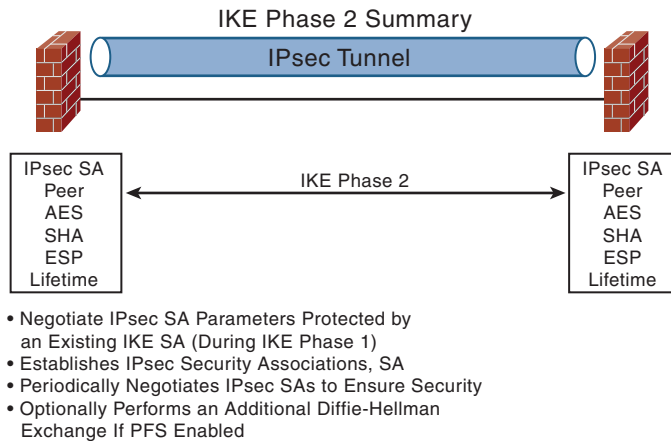 IKE Phase 2 Summary
IPsec Tunnel
IPsec SA
Peer
AES
SHA
ESP
Lifetime
IKE Phase 2
IPsec SA
Peer
AES
SHA
ESP
Lifetime
• Negotiate IPsec SA Parameters Protected by
an Existing IKE SA (During IKE Phase 1)
• Establishes IPsec Security Associations, SA
• Periodically Negotiates IPsec SAs to Ensure Security
• Optionally Performs an Additional Diffie-Hellman
Exchange If PFS Enabled